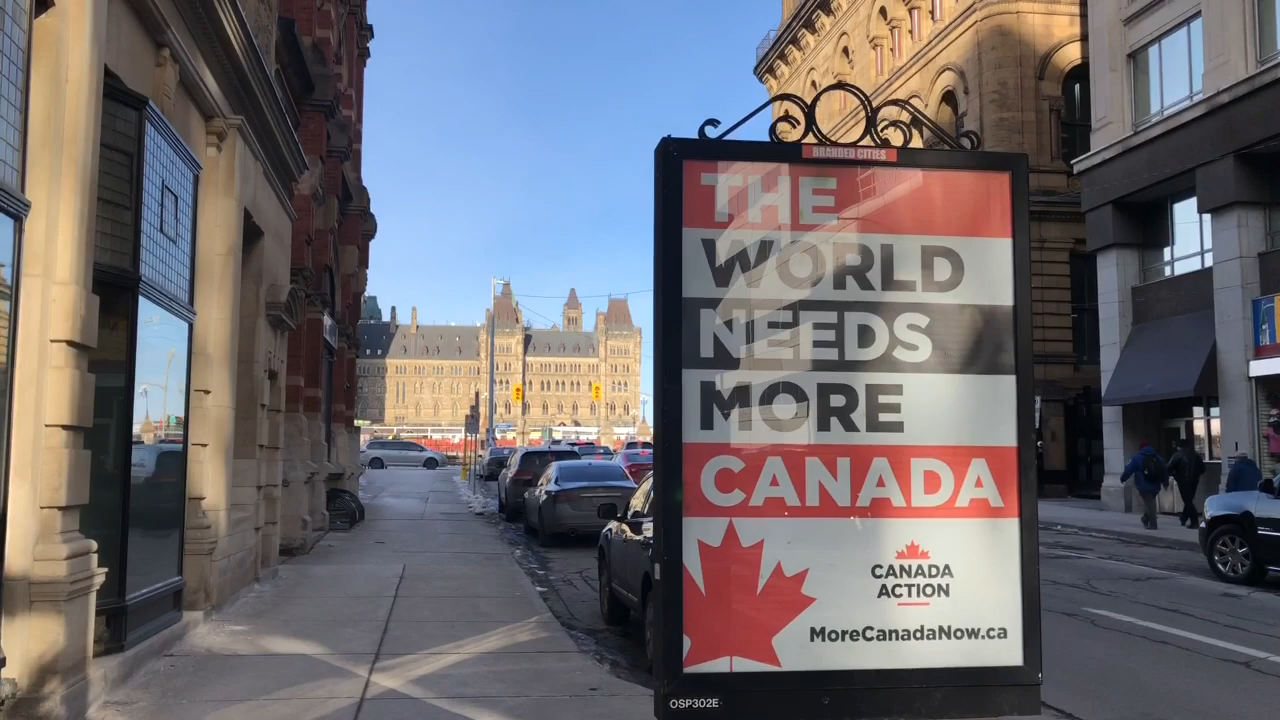 BRANDED CITIES
THE
WORLD
NEEDS
MORE
CANADA
CANADA
ACTION
MoreCanadaNow.ca
OSP302E